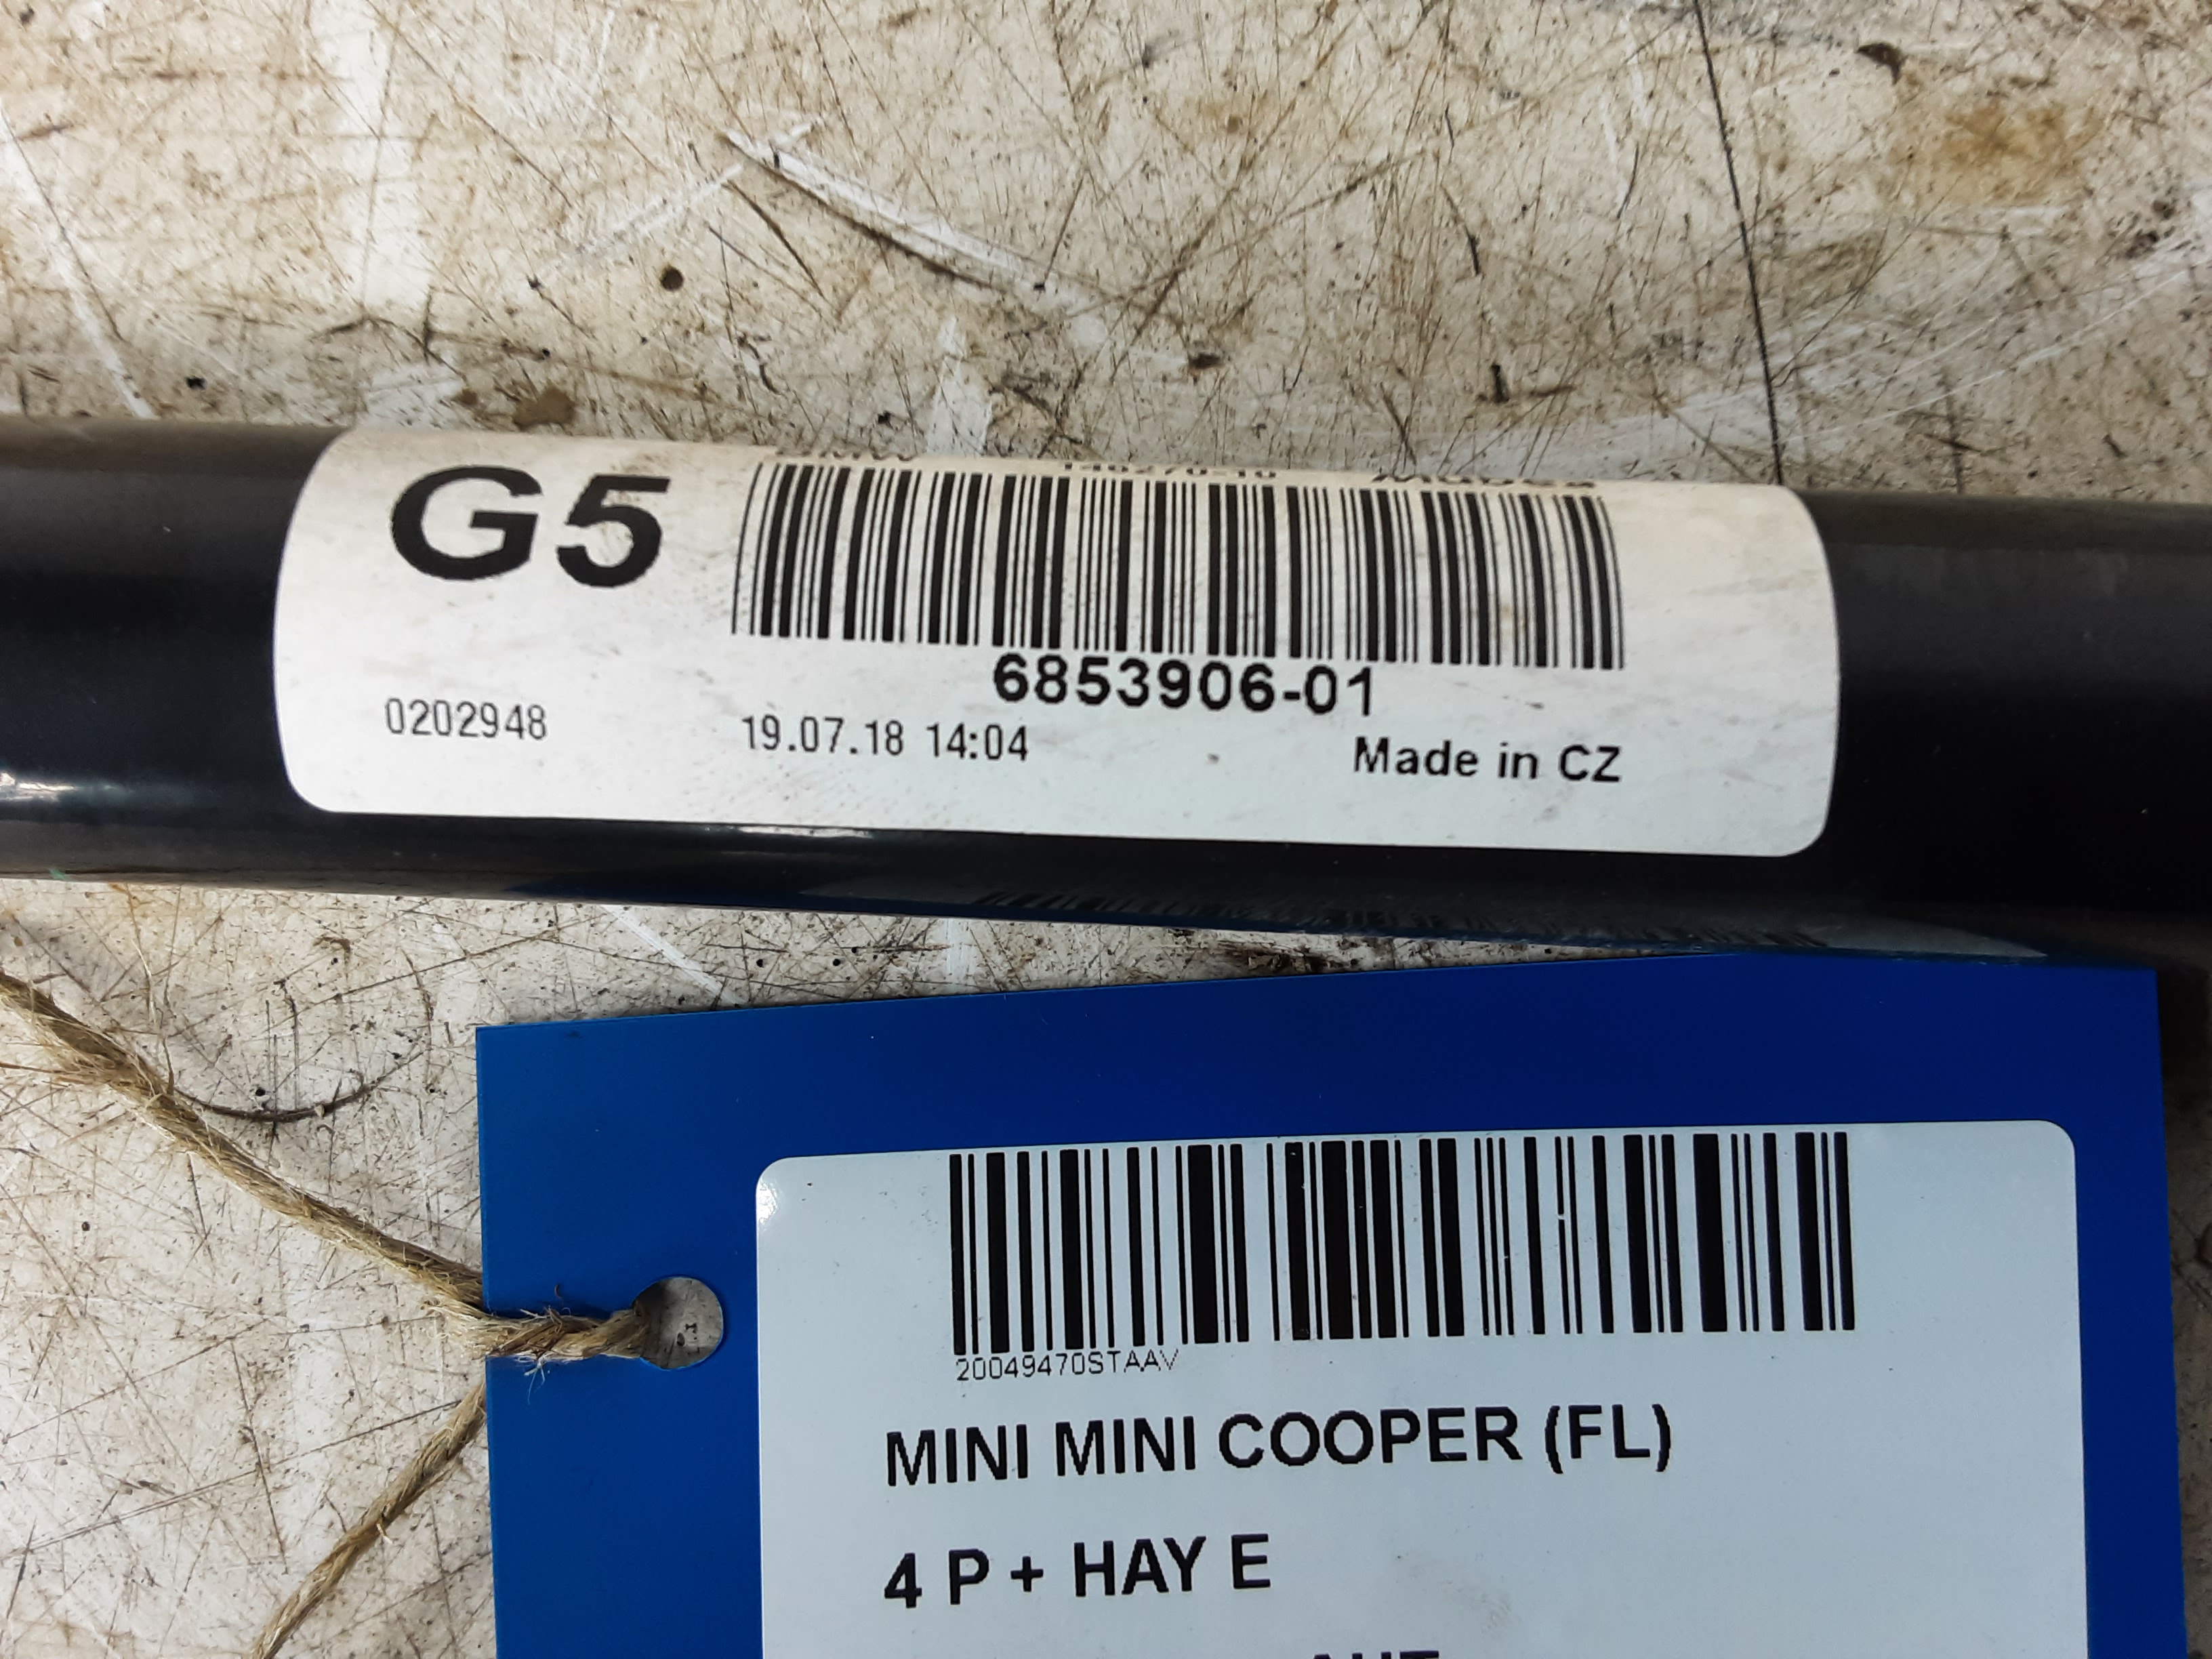 G5
6853906-01
0202948 19.07.18 14:04 Made in CZ
20049470STAAV
MINI MINI COOPER (FL)
4 P + HAY E